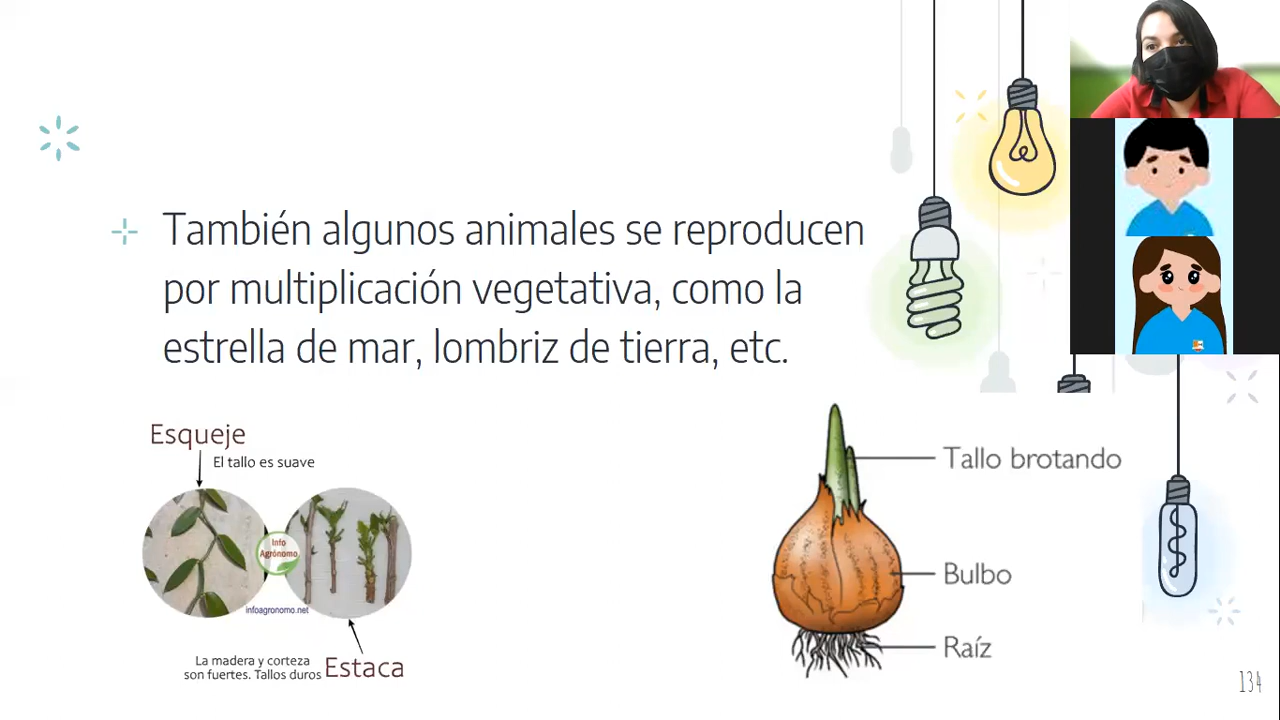 También algunos animales se reproducen
por multiplicación vegetativa, como la
estrella de mar, lombriz de tierra, etc.
Esqueje
El tallo es suave
Info
Agrónomo
infoagronomo.net
La madera y corteza
son fuertes. Tallos duros
Estaca
Tallo brotando
Bulbo
Raíz
134